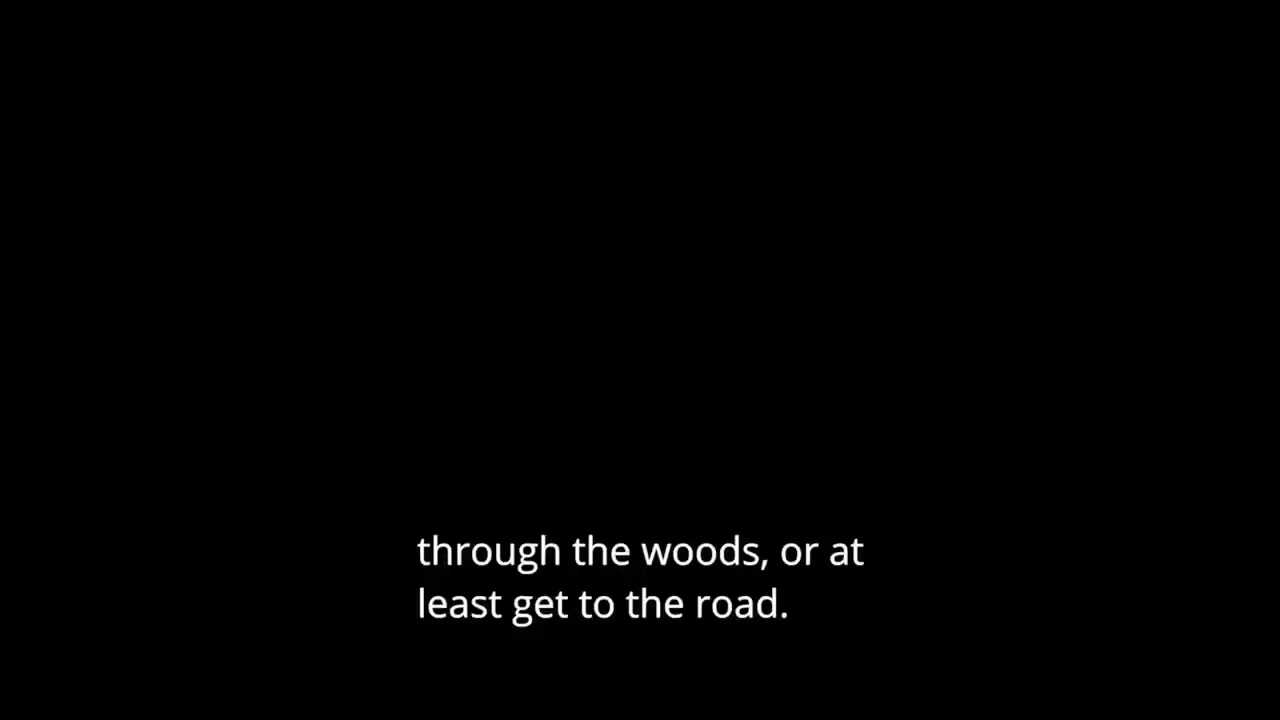 through the woods, or at
least get to the road.